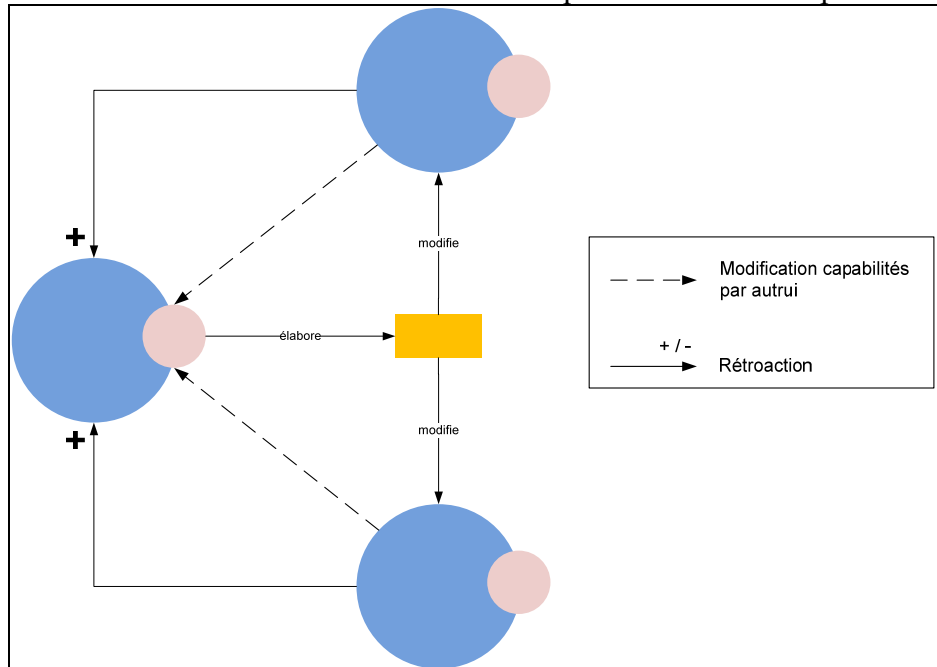 +
modifie
Modification capabilités
par autrui
élabore
+ / -
Rétroaction
modifie
+